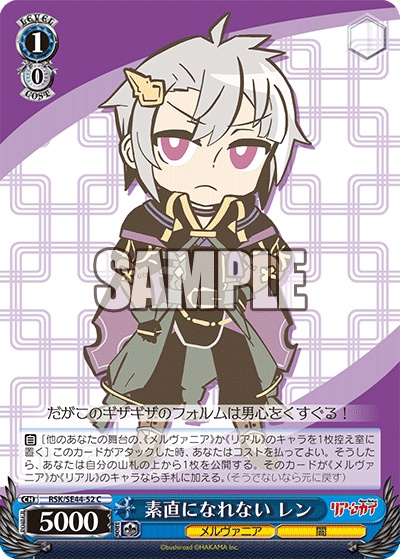 LEVEL
1
0
COST
SAMPLE
だがこのギザギザのフォルムは男心をくすぐる！
自 ［他のあなたの舞台の、《メルヴァニア》か《リアル》のキャラを1枚控え室に
置く］ このカードがアタックした時、あなたはコストを払ってよい。そうした
ら、あなたは自分の山札の上から1枚を公開する。そのカードが《メルヴァニ
ア》か《リアル》のキャラなら手札に加える。（そうでないなら元に戻す）
CH RSK/SE44-52 C
POWER
5000
素直になれない レン
リアセカイ
メルヴァニア
闇
©bushiroad ©HAKAMA Inc.